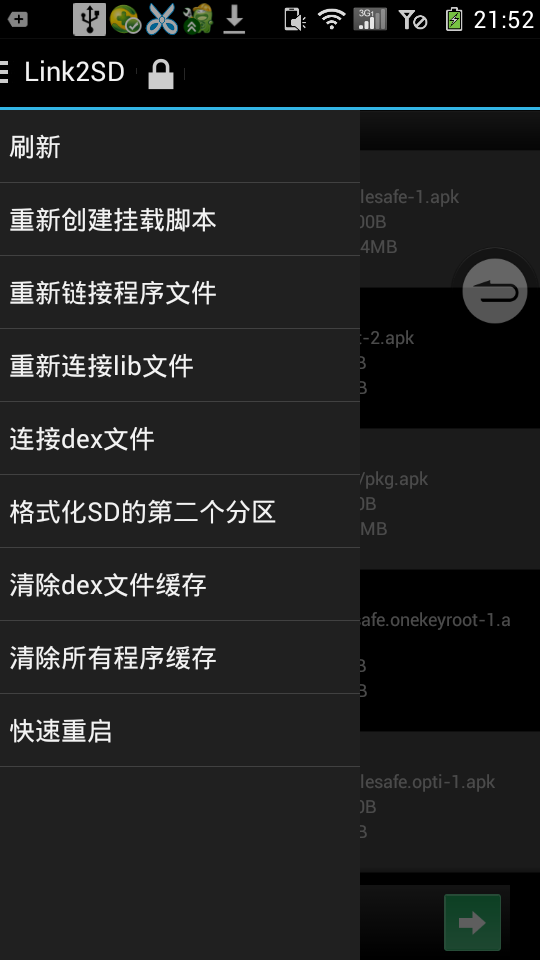 3G1
21:52
Link2SD
刷新
重新创建挂载脚本
重新链接程序文件
重新连接lib文件
连接dex文件
格式化SD的第二个分区
清除dex文件缓存
清除所有程序缓存
快速重启
lesafe-1.apk
00B
4MB
-2.apk
B
B
/pkg.apk
0B
MB
afe.onekeyroot-1.a
B
B
lesafe.opti-1.apk
0B
B